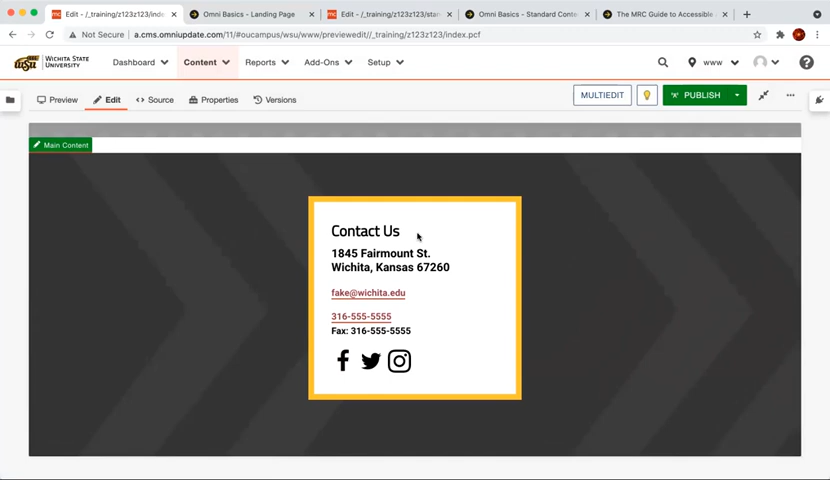 Edit - /_training/z123z123/inde
Omni Basics - Landing Page
Edit - /_training/z123z123/stan
Omni Basics - Standard Conte
The MRC Guide to Accessible
Not Secure
a.cms.omniupdate.com/11/#oucampus/wsu/www/previewedit/_training/z123z123/index.pcf
WSU
WICHITA STATE
UNIVERSITY
Dashboard
Content
Reports
Add-Ons
Setup
www
Preview
Edit
Source
Properties
Versions
MULTIEDIT
PUBLISH
Main Content
Contact Us
1845 Fairmount St.
Wichita, Kansas 67260
fake@wichita.edu
316-555-5555
Fax: 316-555-5555